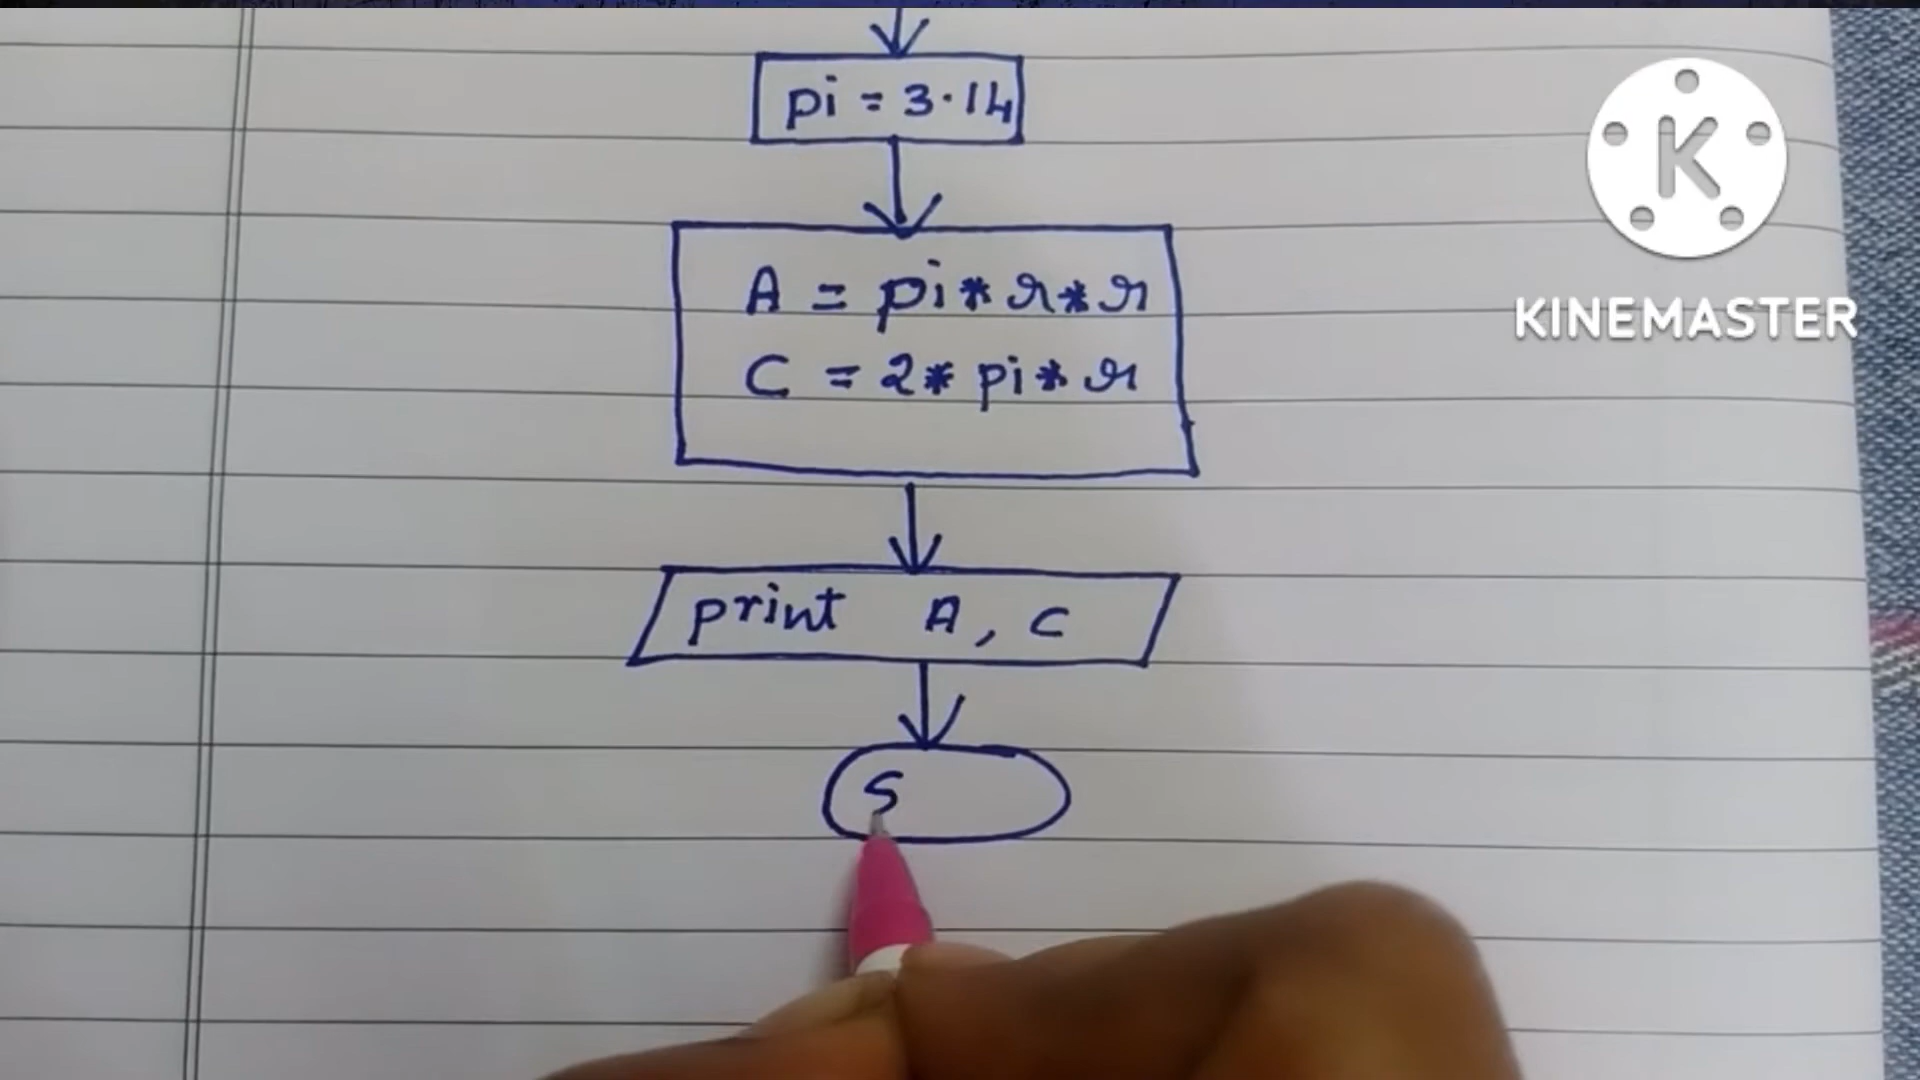 pi = 3.14
A = pi * r * r
C = 2 * pi * r
print A, C
S
K
KINEMASTER